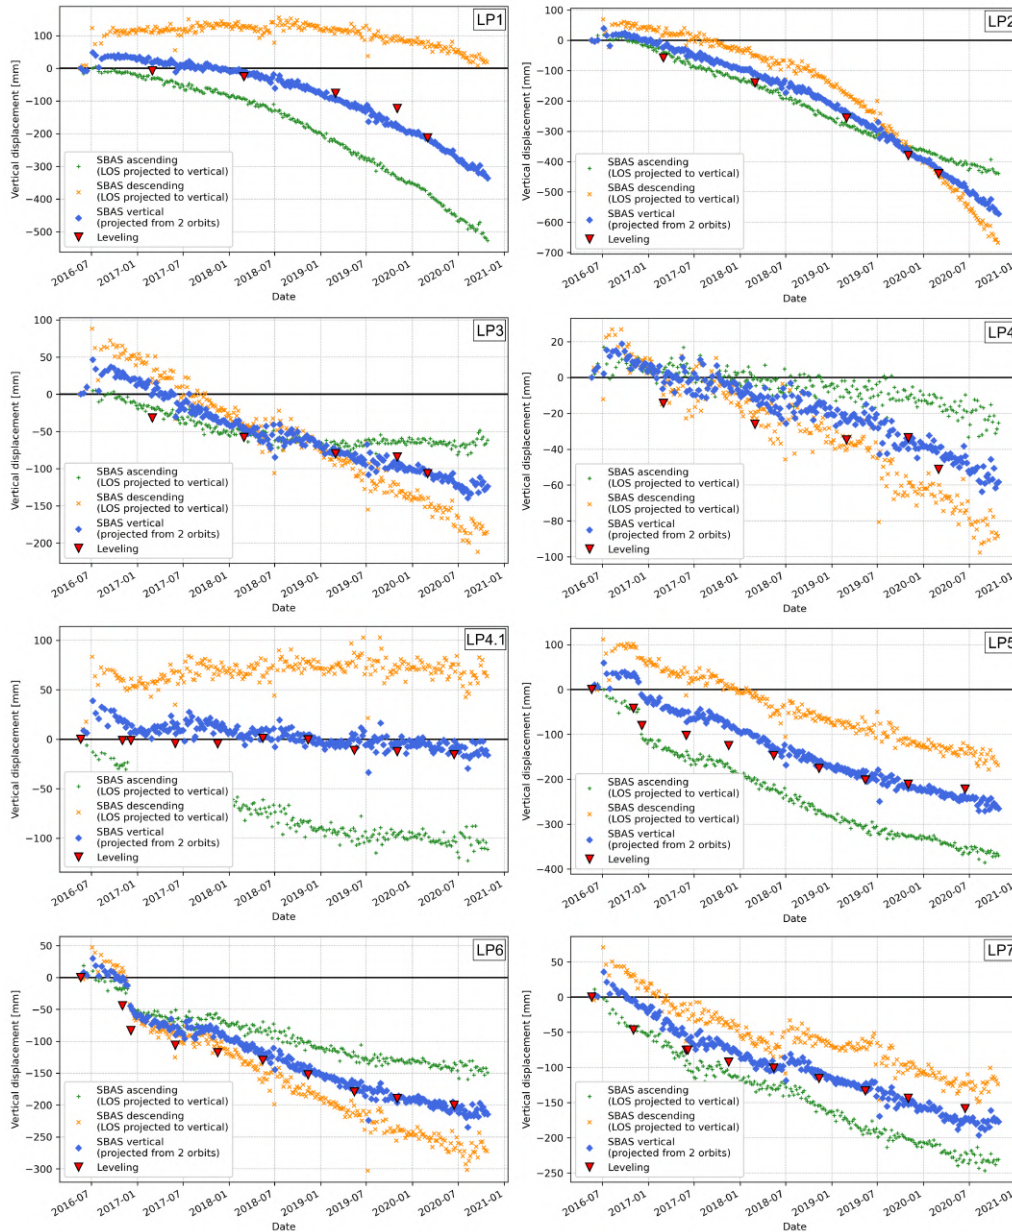 LP1
Vertical displacement [mm]
100
0
−100
−200
−300
−400
−500
SBAS ascending
(LOS projected to vertical)
SBAS descending
(LOS projected to vertical)
SBAS vertical
(projected from 2 orbits)
Leveling
2016-07
2017-01
2017-07
2018-01
2018-07
2019-01
2019-07
2020-01
2020-07
2021-01
Date
LP2
Vertical displacement [mm]
100
0
−100
−200
−300
−400
−500
−600
−700
SBAS ascending
(LOS projected to vertical)
SBAS descending
(LOS projected to vertical)
SBAS vertical
(projected from 2 orbits)
Leveling
2016-07
2017-01
2017-07
2018-01
2018-07
2019-01
2019-07
2020-01
2020-07
2021-01
Date
LP3
Vertical displacement [mm]
100
50
0
−50
−100
−150
−200
SBAS ascending
(LOS projected to vertical)
SBAS descending
(LOS projected to vertical)
SBAS vertical
(projected from 2 orbits)
Leveling
2016-07
2017-01
2017-07
2018-01
2018-07
2019-01
2019-07
2020-01
2020-07
2021-01
Date
LP4
Vertical displacement [mm]
20
0
−20
−40
−60
−80
−100
SBAS ascending
(LOS projected to vertical)
SBAS descending
(LOS projected to vertical)
SBAS vertical
(projected from 2 orbits)
Leveling
2016-07
2017-01
2017-07
2018-01
2018-07
2019-01
2019-07
2020-01
2020-07
2021-01
Date
LP4.1
Vertical displacement [mm]
100
50
0
−50
−100
SBAS ascending
(LOS projected to vertical)
SBAS descending
(LOS projected to vertical)
SBAS vertical
(projected from 2 orbits)
Leveling
2016-07
2017-01
2017-07
2018-01
2018-07
2019-01
2019-07
2020-01
2020-07
2021-01
Date
LP5
Vertical displacement [mm]
100
0
−100
−200
−300
−400
SBAS ascending
(LOS projected to vertical)
SBAS descending
(LOS projected to vertical)
SBAS vertical
(projected from 2 orbits)
Leveling
2016-07
2017-01
2017-07
2018-01
2018-07
2019-01
2019-07
2020-01
2020-07
2021-01
Date
LP6
Vertical displacement [mm]
50
0
−50
−100
−150
−200
−250
−300
SBAS ascending
(LOS projected to vertical)
SBAS descending
(LOS projected to vertical)
SBAS vertical
(projected from 2 orbits)
Leveling
2016-07
2017-01
2017-07
2018-01
2018-07
2019-01
2019-07
2020-01
2020-07
2021-01
Date
LP7
Vertical displacement [mm]
50
0
−50
−100
−150
−200
−250
SBAS ascending
(LOS projected to vertical)
SBAS descending
(LOS projected to vertical)
SBAS vertical
(projected from 2 orbits)
Leveling
2016-07
2017-01
2017-07
2018-01
2018-07
2019-01
2019-07
2020-01
2020-07
2021-01
Date